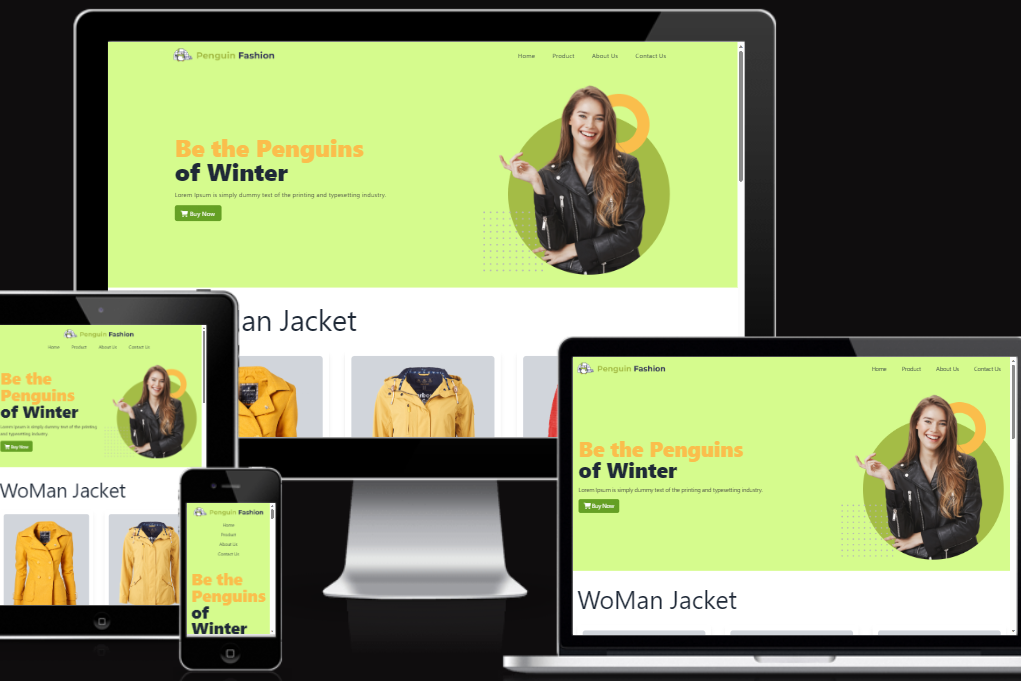 Penguin Fashion
Home Product About Us Contact Us
Be the Penguins
of Winter
Lorem Ipsum is simply dummy text of the printing and typesetting industry.
Buy Now
an Jacket
Penguin Fashion
Home Product About Us Contact Us
Be the
Penguins
of Winter
Lorem Ipsum is simply dummy text of the printing
and typesetting industry.
Buy Now
WoMan Jacket
Penguin Fashion
Home
Product
About Us
Contact Us
Be the
Penguins
of
Winter
Penguin Fashion
Home Product About Us Contact Us
Be the Penguins
of Winter
Lorem Ipsum is simply dummy text of the printing and typesetting industry.
Buy Now
WoMan Jacket